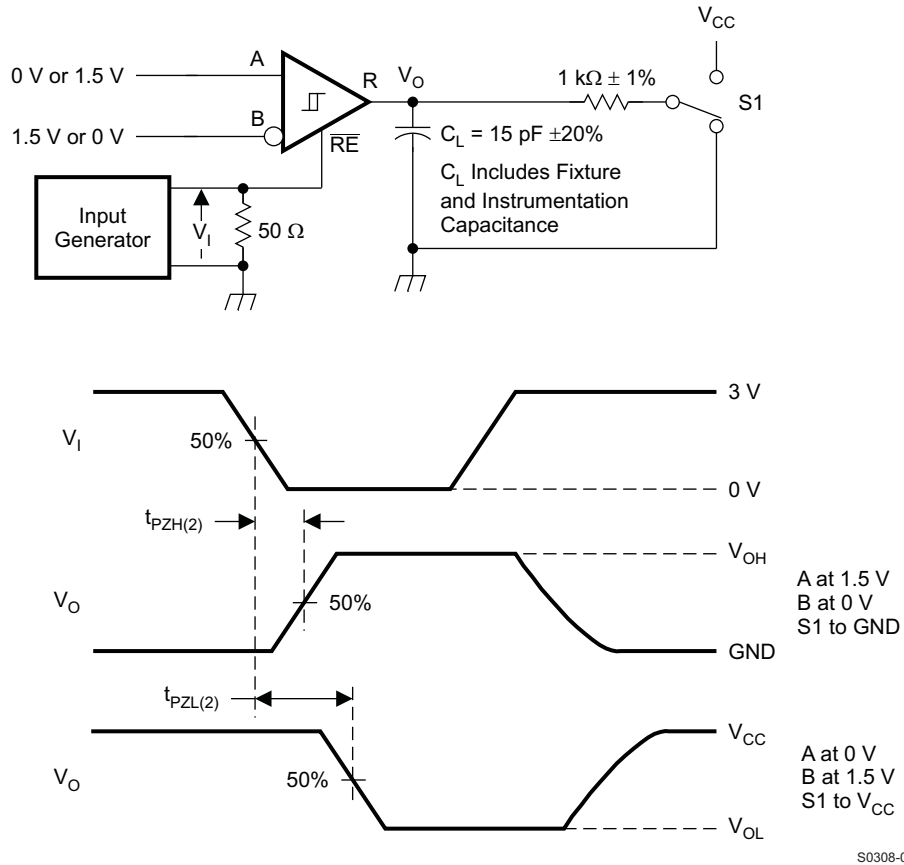 V_CC
0 V or 1.5 V
A
R
V_O
1 kΩ ± 1%
S1
1.5 V or 0 V
B
R̅E̅
C_L = 15 pF ±20%
C_L Includes Fixture
and Instrumentation
Capacitance
Input
Generator
V_I
50 Ω
3 V
V_I
50%
0 V
t_PZH(2)
V_OH
V_O
50%
A at 1.5 V
B at 0 V
S1 to GND
GND
t_PZL(2)
V_CC
V_O
50%
A at 0 V
B at 1.5 V
S1 to V_CC
V_OL